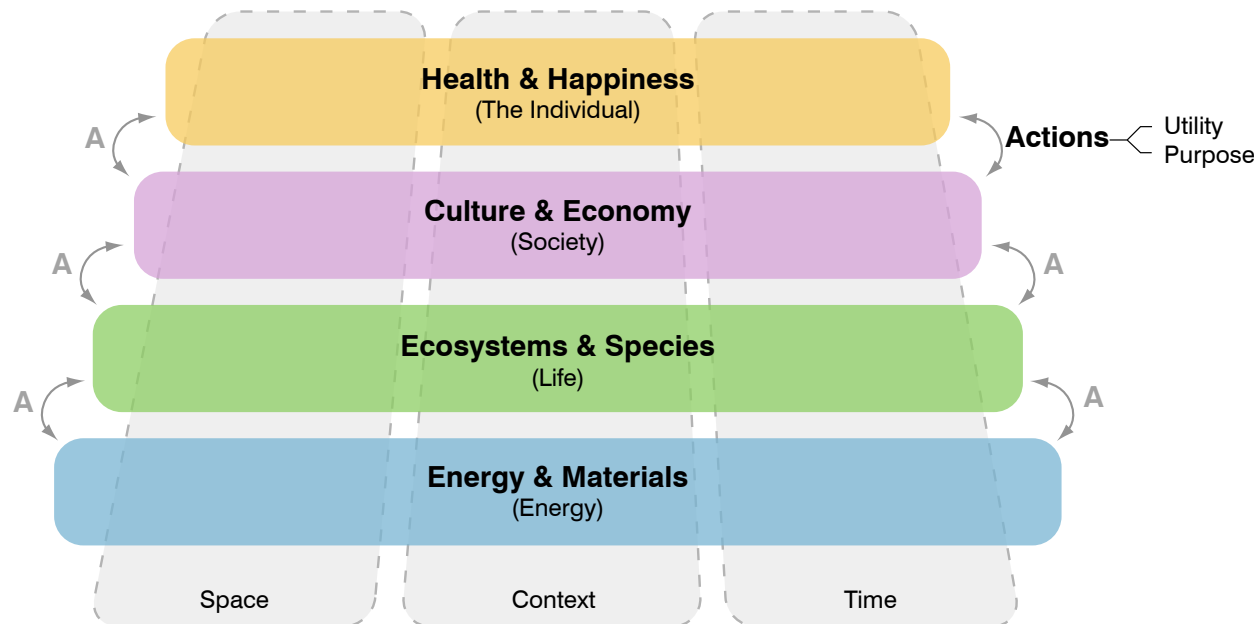 Health & Happiness
(The Individual)
A
Actions
Utility
Purpose
Culture & Economy
(Society)
A
A
Ecosystems & Species
(Life)
A
A
Energy & Materials
(Energy)
Space
Context
Time